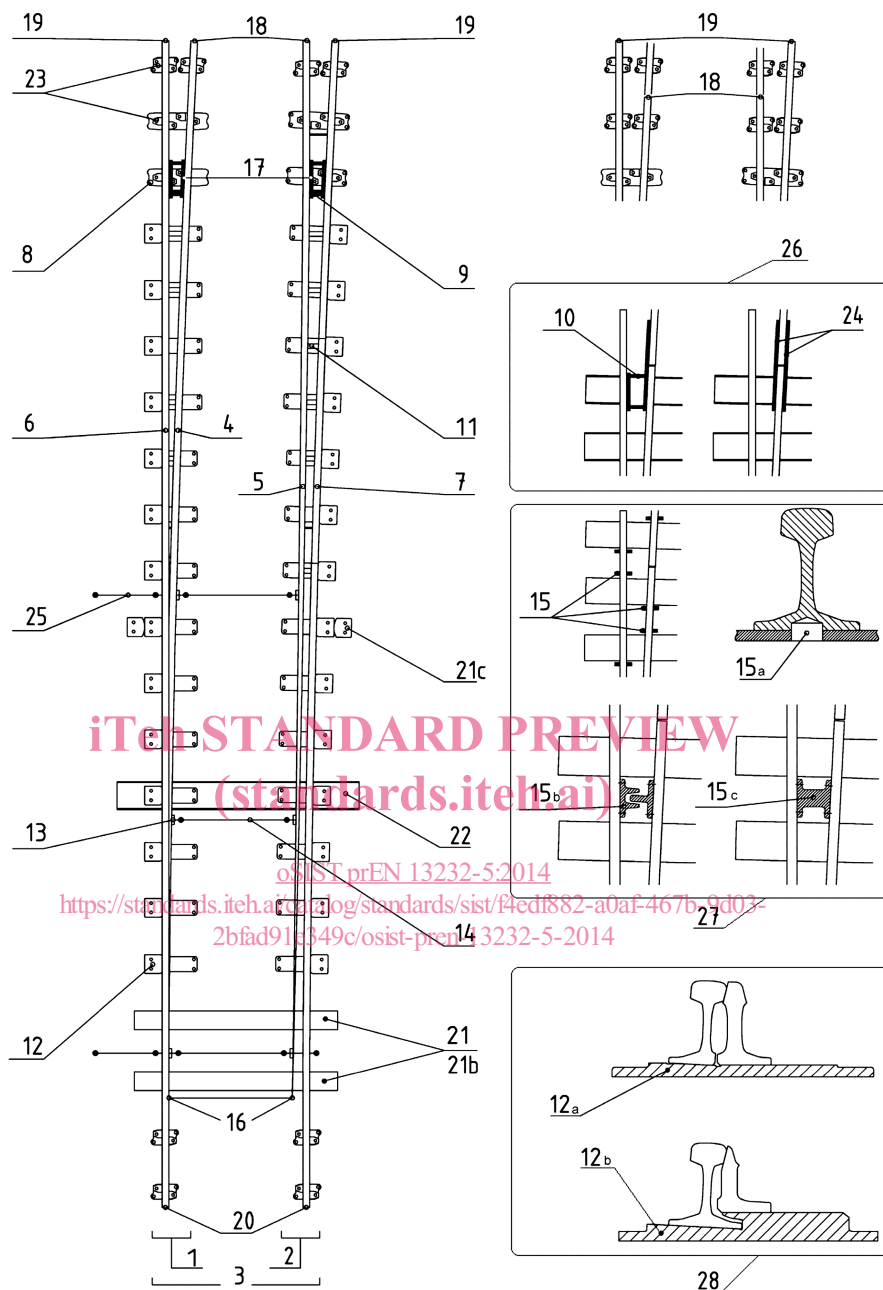 19
18
19
19
18
23
17
8
9
26
10
24
6
4
11
5
7
15
25
15a
21c
iTeh STANDARD PREVIEW
(standards.iteh.ai)
15b
15c
13
22
oSIST prEN 13232-5:2014
https://standards.iteh.ai/catalog/standards/sist/f4edf882-a0af-467b-9d03-
2bfad91e349c/osist-pren-13232-5-2014
14
27
12
21
21b
12a
16
12b
20
1
2
3
28